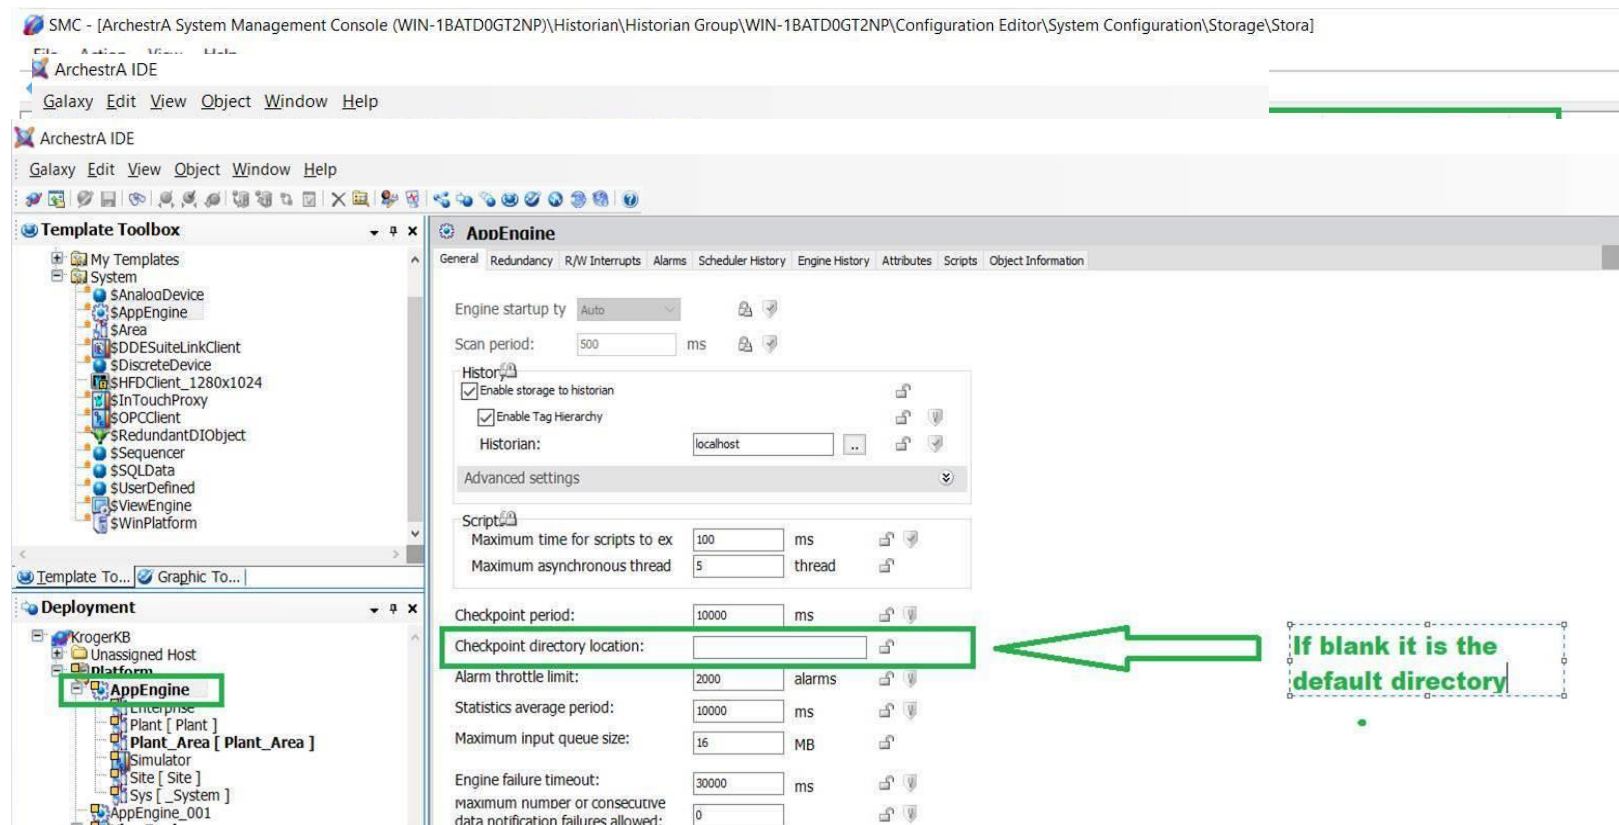 SMC - [ArchestrA System Management Console (WIN-1BATD0GT2NP)\Historian\Historian Group\WIN-1BATD0GT2NP\Configuration Editor\System Configuration\Storage\Stora]
File Action View Help
ArchestrA IDE
Galaxy Edit View Object Window Help
ArchestrA IDE
Galaxy Edit View Object Window Help
Template Toolbox
My Templates
System
$AnalogDevice
$AppEngine
$Area
$DDESuiteLinkClient
$DiscreteDevice
$HFDClient_1280x1024
$InTouchProxy
$OPCClient
$RedundantDIObject
$Sequencer
$SQLData
$UserDefined
$ViewEngine
$WinPlatform
Template To... Graphic To...
Deployment
KrogerKB
Unassigned Host
Platform
AppEngine
Enterprise
Plant [ Plant ]
Plant_Area [ Plant_Area ]
Simulator
Site [ Site ]
Sys [ _System ]
AppEngine_001
AppEngine
General Redundancy R/W Interrupts Alarms Scheduler History Engine History Attributes Scripts Object Information
Engine startup ty Auto
Scan period: 500 ms
History
Enable storage to historian
Enable Tag Hierarchy
Historian: localhost ..
Advanced settings
Scripts
Maximum time for scripts to ex 100 ms
Maximum asynchronous thread 5 thread
Checkpoint period: 10000 ms
Checkpoint directory location:
Alarm throttle limit: 2000 alarms
Statistics average period: 10000 ms
Maximum input queue size: 16 MB
Engine failure timeout: 30000 ms
Maximum number of consecutive
data notification failures allowed: 0
If blank it is the
default directory